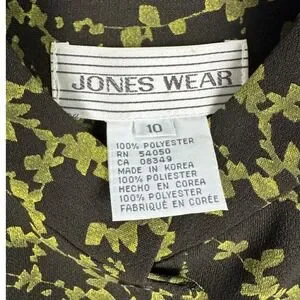 JONES WEAR
10
100% POLYESTER
RN 54050
CA 08349
MADE IN KOREA
100% POLIESTER
HECHO EN COREA
100% POLYESTER
FABRIQUÉ EN CORÉE